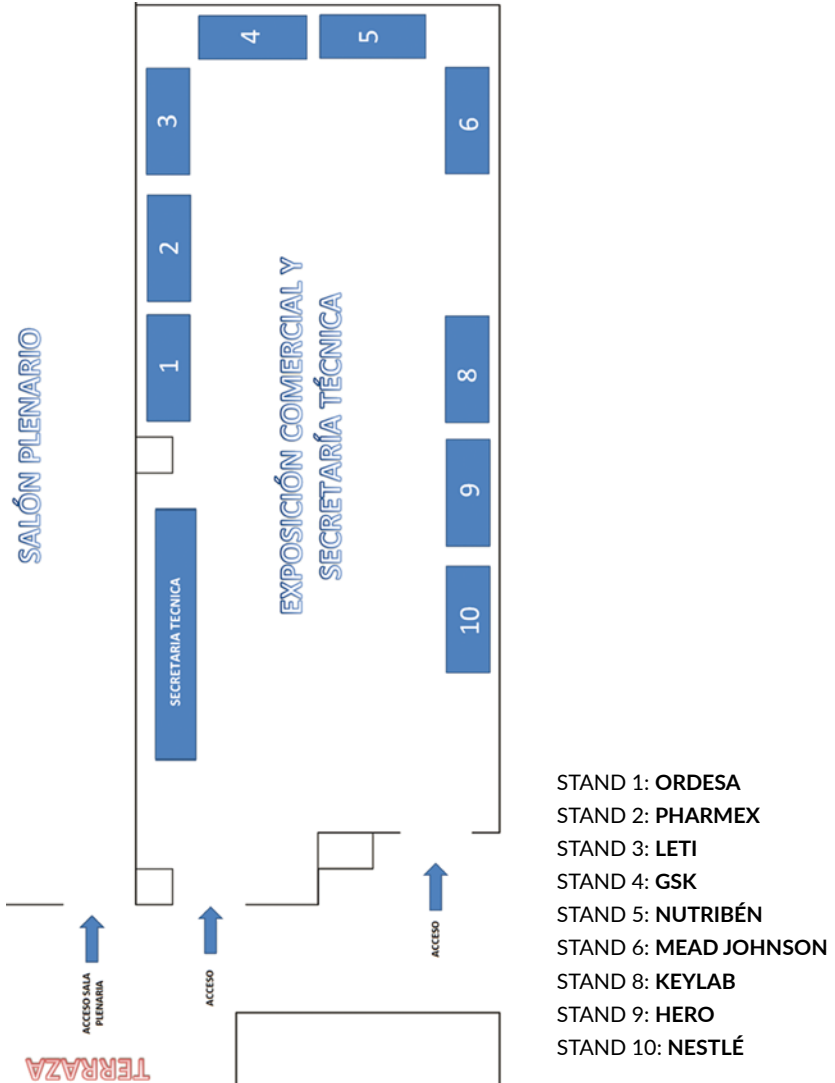 4
5
3
6
2
1
8
9
10
SALÓN PLENARIO
EXPOSICIÓN COMERCIAL Y
SECRETARÍA TÉCNICA
SECRETARIA TECNICA
ACCESO SALA
PLENARIA
ACCESO
ACCESO
TERRAZA
STAND 1: ORDESA
STAND 2: PHARMEX
STAND 3: LETI
STAND 4: GSK
STAND 5: NUTRIBÉN
STAND 6: MEAD JOHNSON
STAND 8: KEYLAB
STAND 9: HERO
STAND 10: NESTLÉ